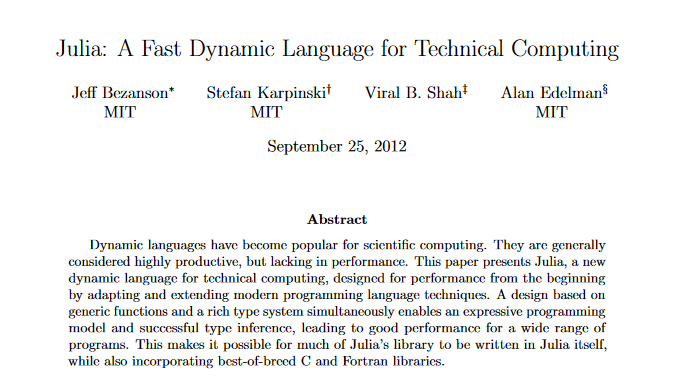 Julia: A Fast Dynamic Language for Technical Computing
Jeff Bezanson* Stefan Karpinski† Viral B. Shah‡ Alan Edelman§
MIT MIT MIT
September 25, 2012
Abstract
Dynamic languages have become popular for scientific computing. They are generally
considered highly productive, but lacking in performance. This paper presents Julia, a new
dynamic language for technical computing, designed for performance from the beginning
by adapting and extending modern programming language techniques. A design based on
generic functions and a rich type system simultaneously enables an expressive programming
model and successful type inference, leading to good performance for a wide range of
programs. This makes it possible for much of Julia's library to be written in Julia itself,
while also incorporating best-of-breed C and Fortran libraries.